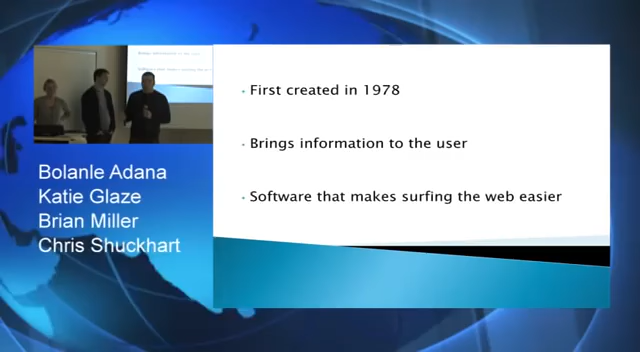 First created in 1978
Brings information to the user
Software that makes surfing the web easier
Bolanle Adana
Katie Glaze
Brian Miller
Chris Shuckhart